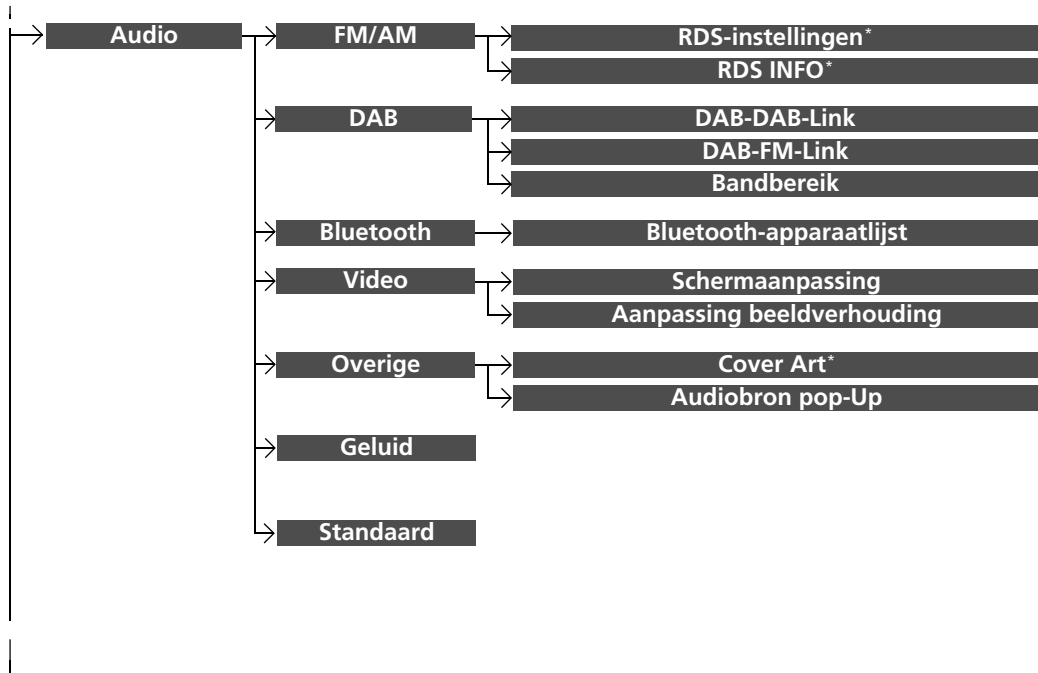 Audio
FM/AM
RDS-instellingen*
RDS INFO*
DAB
DAB-DAB-Link
DAB-FM-Link
Bandbereik
Bluetooth
Bluetooth-apparaatlijst
Video
Schermaanpassing
Aanpassing beeldverhouding
Overige
Cover Art*
Audiobron pop-Up
Geluid
Standaard